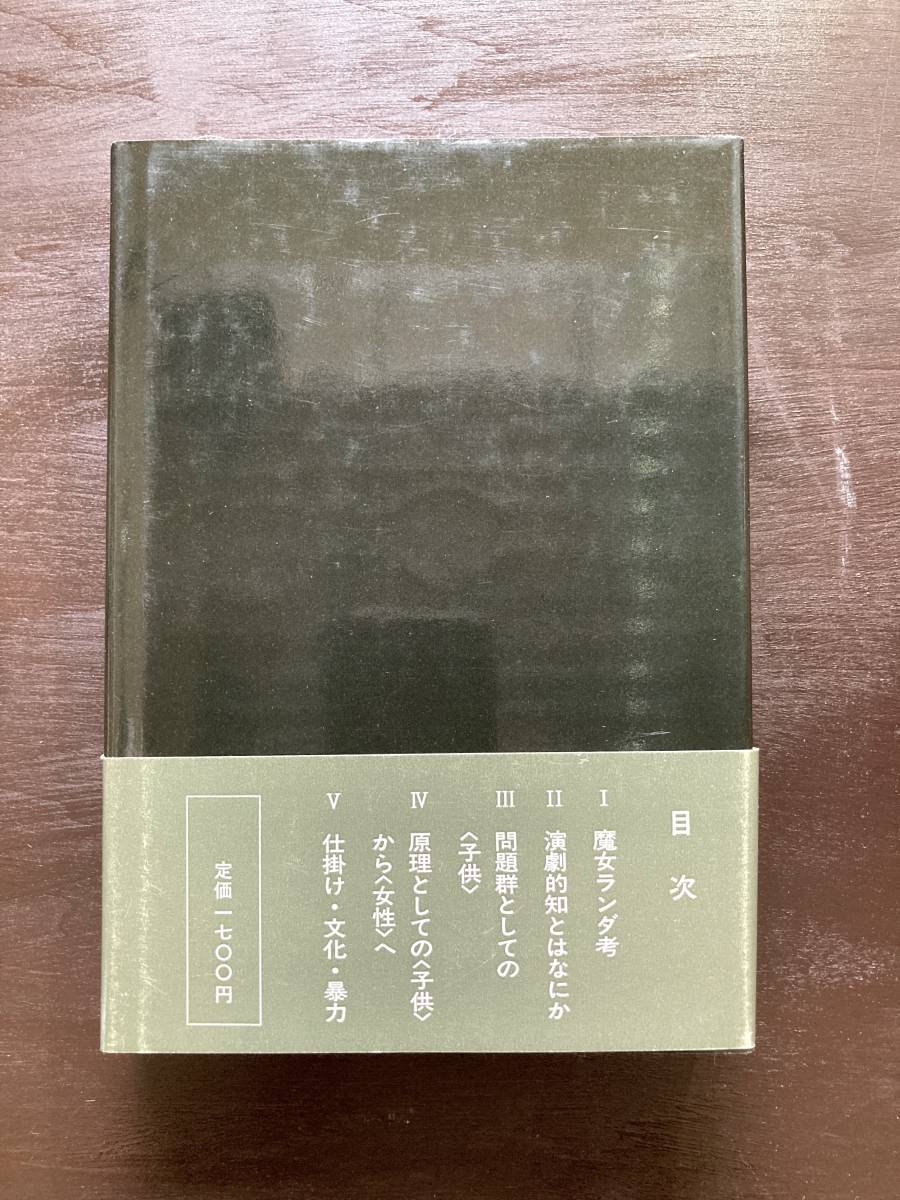 目次
I 魔女ランダ考
II 演劇的知とはなにか
III 問題群としての
〈子供〉
IV 原理としての〈子供〉
から〈女性〉へ
V 仕掛け・文化・暴力
定価一七〇〇円